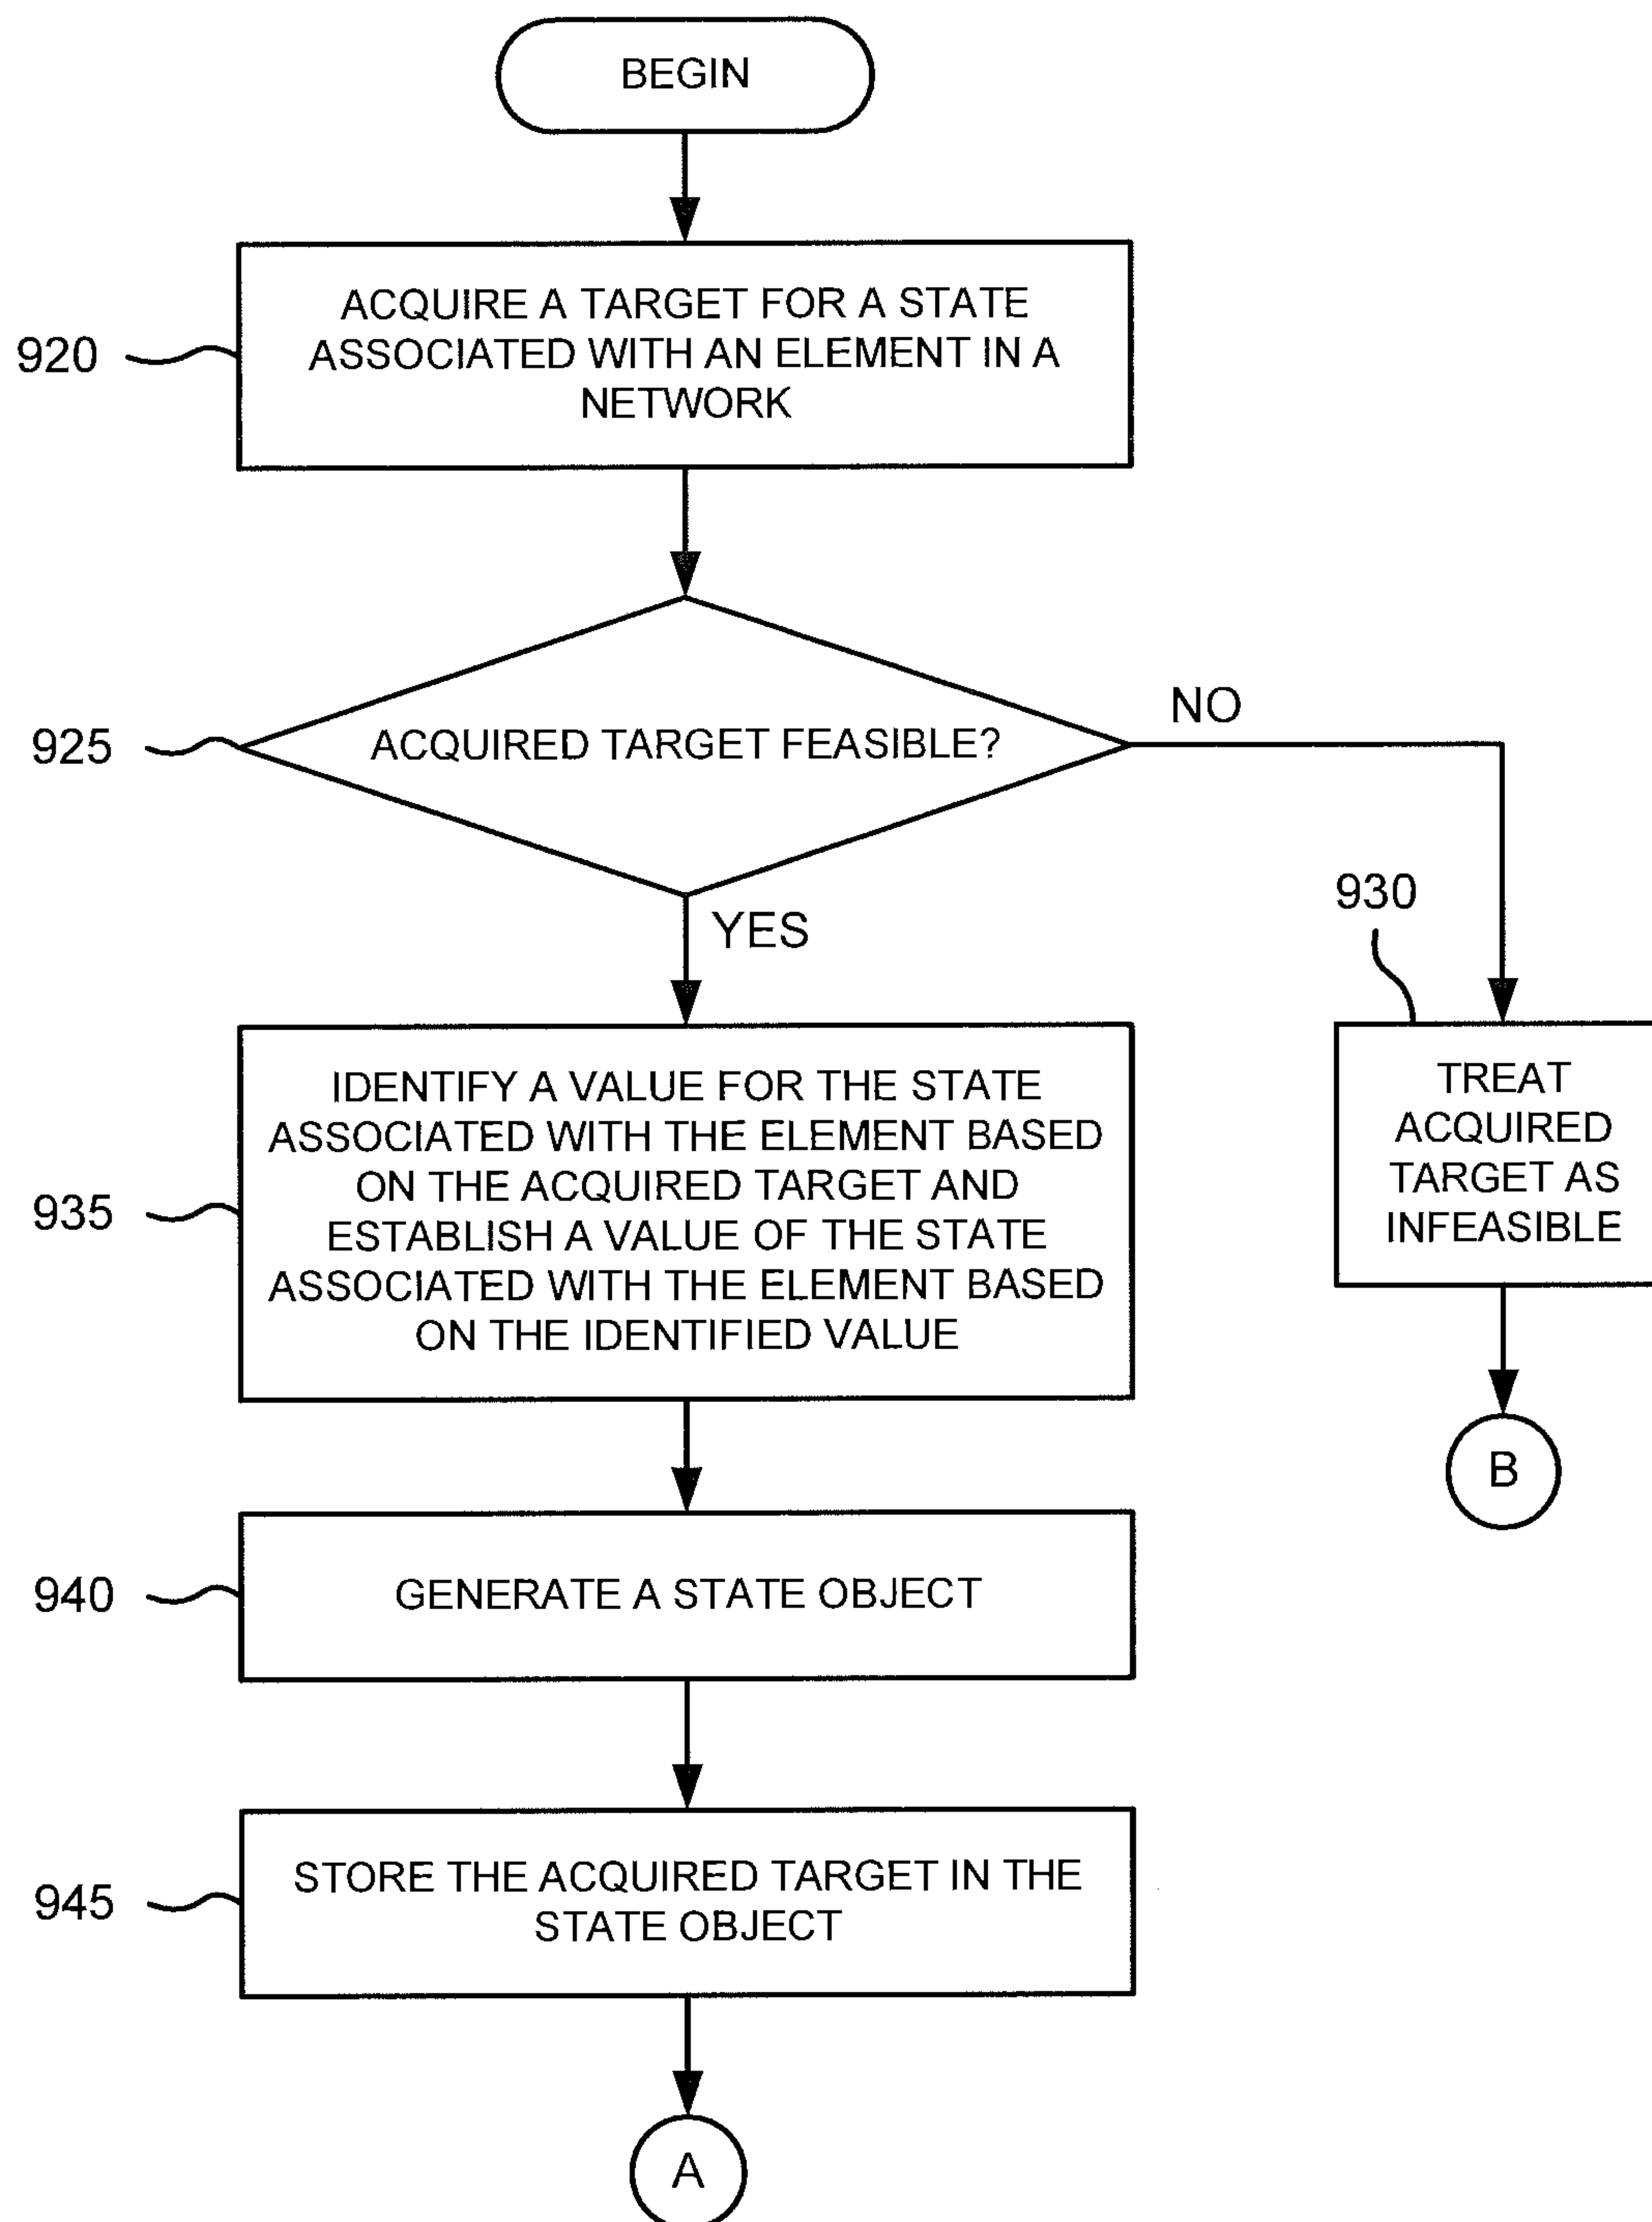 BEGIN
920
ACQUIRE A TARGET FOR A STATE
ASSOCIATED WITH AN ELEMENT IN A
NETWORK
925
ACQUIRED TARGET FEASIBLE?
NO
YES
930
TREAT
ACQUIRED
TARGET AS
INFEASIBLE
B
935
IDENTIFY A VALUE FOR THE STATE
ASSOCIATED WITH THE ELEMENT BASED
ON THE ACQUIRED TARGET AND
ESTABLISH A VALUE OF THE STATE
ASSOCIATED WITH THE ELEMENT BASED
ON THE IDENTIFIED VALUE
940
GENERATE A STATE OBJECT
945
STORE THE ACQUIRED TARGET IN THE
STATE OBJECT
A